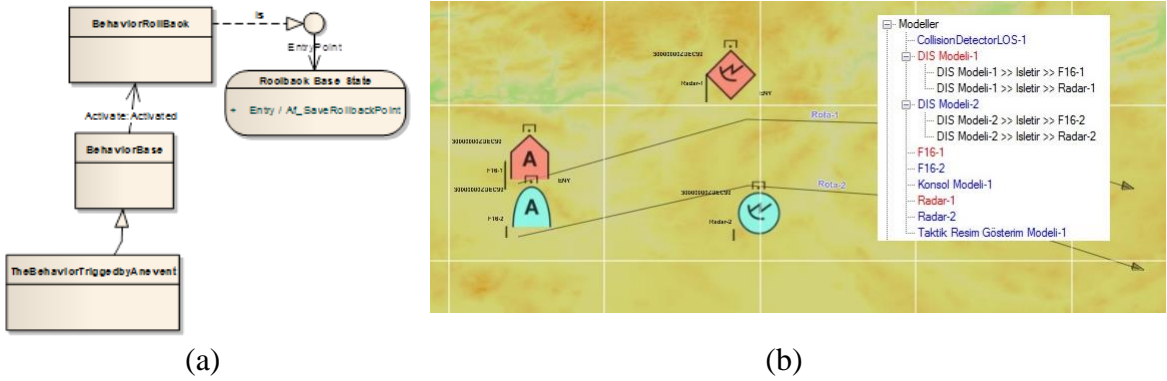 BehaviorRollBack
Is
EntryPoint
Roolback Base State
+ Entry / Af_SaveRollbackPoint
Activate: Activated
BehaviorBase
TheBehaviorTriggedbyAnevent
(a)
Radar-1
ENY
Rota-1
F16-1
ENY
F16-2
Rota-2
Radar-2
Modeller
CollisionDetectorLOS-1
DIS Modeli-1
DIS Modeli-1 >> Isletir >> F16-1
DIS Modeli-1 >> Isletir >> Radar-1
DIS Modeli-2
DIS Modeli-2 >> Isletir >> F16-2
DIS Modeli-2 >> Isletir >> Radar-2
F16-1
F16-2
Konsol Modeli-1
Radar-1
Radar-2
Taktik Resim Gösterim Modeli-1
A
A
(b)